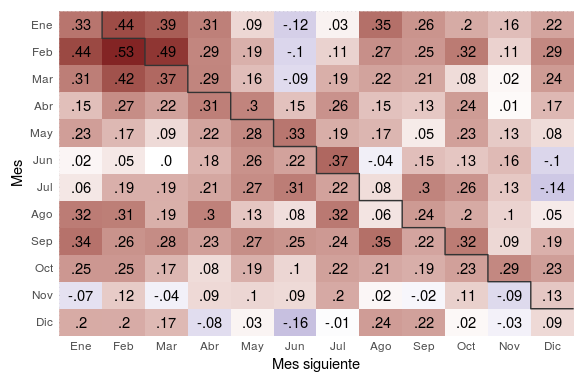 Ene .33 .44 .39 .31 .09 -.12 .03 .35 .26 .2 .16 .22
Feb .44 .53 .49 .29 .19 -.1 .11 .27 .25 .32 .11 .29
Mar .31 .42 .37 .29 .16 -.09 .19 .22 .21 .08 .02 .24
Abr .15 .27 .22 .31 .3 .15 .26 .15 .13 .24 .01 .17
May .23 .17 .09 .22 .28 .33 .19 .17 .05 .23 .13 .08
Jun .02 .05 .0 .18 .26 .22 .37 -.04 .15 .13 .16 -.1
Jul .06 .19 .19 .21 .27 .31 .22 .08 .3 .26 .13 -.14
Ago .32 .31 .19 .3 .13 .08 .32 .06 .24 .2 .1 .05
Sep .34 .26 .28 .23 .27 .25 .24 .35 .22 .32 .09 .19
Oct .25 .25 .17 .08 .19 .1 .22 .21 .19 .23 .29 .23
Nov -.07 .12 -.04 .09 .1 .09 .2 .02 -.02 .11 -.09 .13
Dic .2 .2 .17 -.08 .03 -.16 -.01 .24 .22 .02 -.03 .09
Ene Feb Mar Abr May Jun Jul Ago Sep Oct Nov Dic
Mes siguiente
Mes